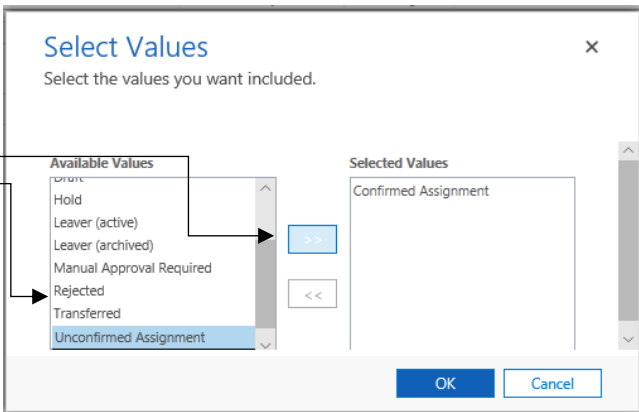 Select Values
Select the values you want included.
Available Values
Draft
Hold
Leaver (active)
Leaver (archived)
Manual Approval Required
Rejected
Transferred
Unconfirmed Assignment
>>
<<
Selected Values
Confirmed Assignment
OK
Cancel